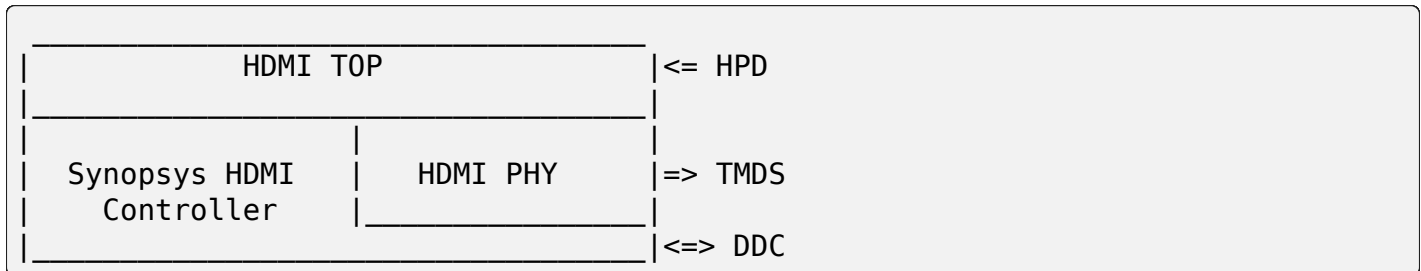 HDMI TOP <= HPD
Synopsys HDMI HDMI PHY => TMDS
Controller
<=> DDC